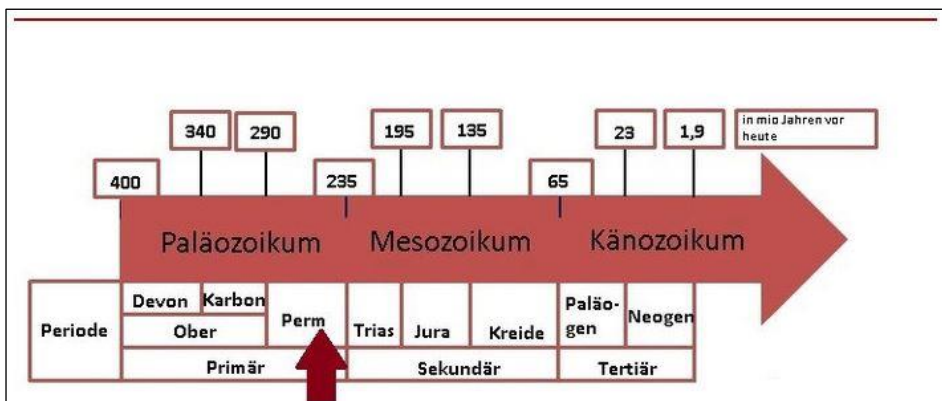 340
290
195
135
23
1,9
in mio Jahren vor
heute
400
235
65
Paläozoikum
Mesozoikum
Känozoikum
Periode
Devon
Karbon
Ober
Perm
Primär
Trias
Jura
Kreide
Sekundär
Paläo-
gen
Neogen
Tertiär